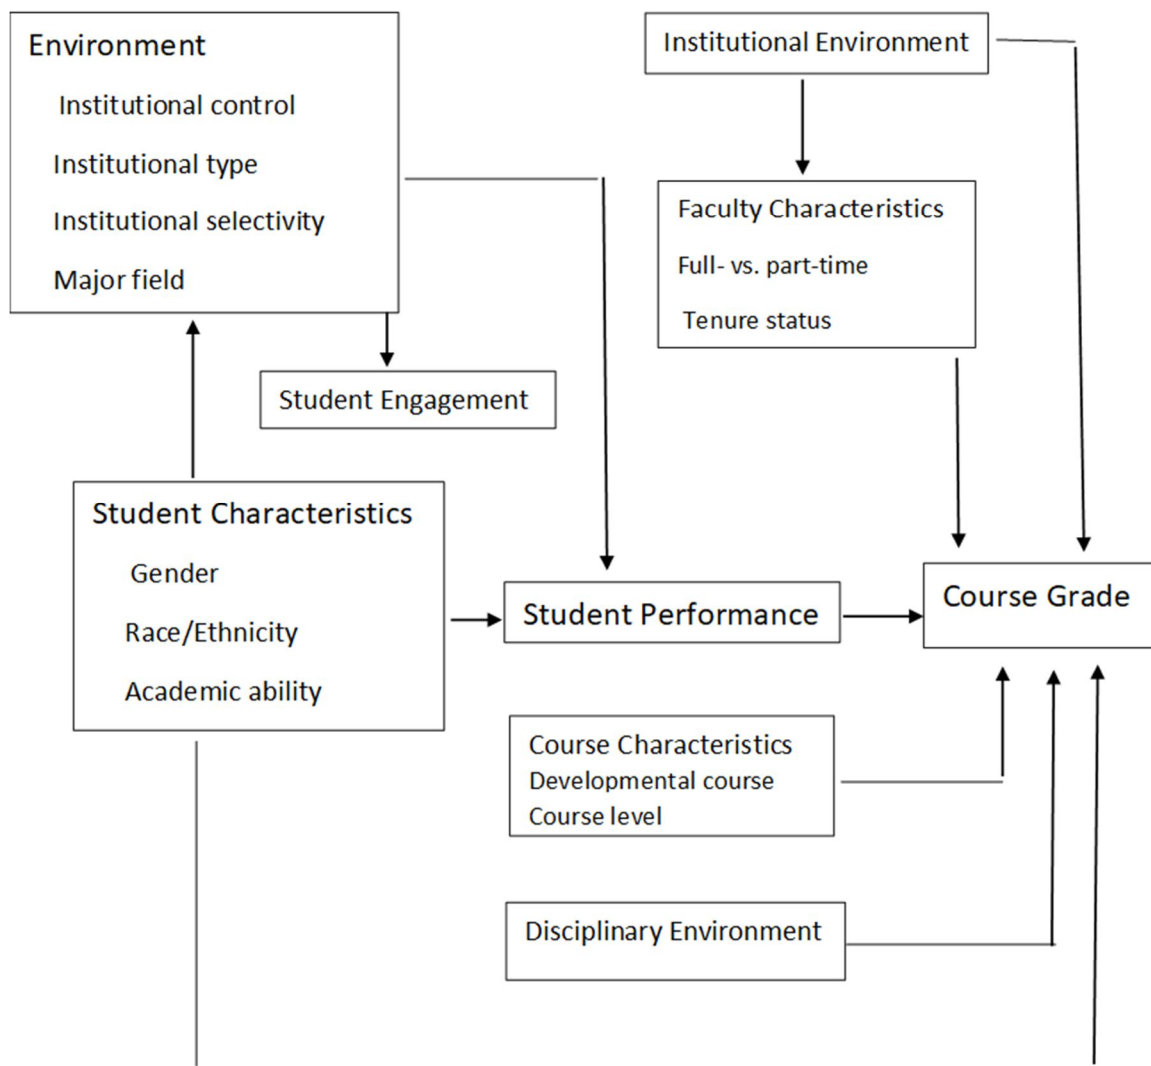 Environment
Institutional control
Institutional type
Institutional selectivity
Major field
Institutional Environment
Faculty Characteristics
Full- vs. part-time
Tenure status
Student Engagement
Student Characteristics
Gender
Race/Ethnicity
Academic ability
Student Performance
Course Grade
Course Characteristics
Developmental course
Course level
Disciplinary Environment